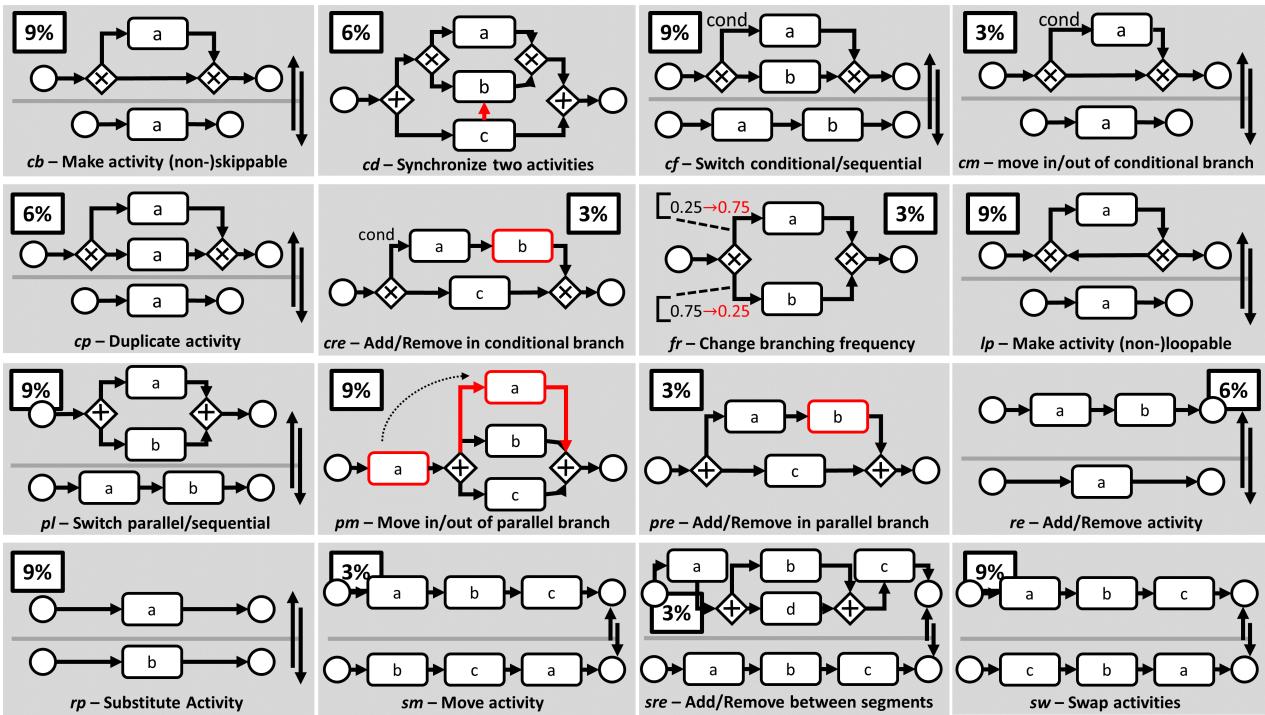 9%
a
a
cb – Make activity (non-)skippable
6%
a
b
c
cd – Synchronize two activities
9%
cond
a
b
a
b
cf – Switch conditional/sequential
3%
cond
a
a
cm – move in/out of conditional branch
6%
a
a
a
cp – Duplicate activity
3%
cond
a
b
c
cre – Add/Remove in conditional branch
0.25→0.75
3%
a
b
0.75→0.25
fr – Change branching frequency
9%
a
a
lp – Make activity (non-)loopable
9%
a
b
a
b
pl – Switch parallel/sequential
9%
a
a
b
c
pm – Move in/out of parallel branch
3%
a
b
c
pre – Add/Remove in parallel branch
6%
a
b
a
re – Add/Remove activity
9%
a
b
rp – Substitute Activity
3%
a
b
c
b
c
a
sm – Move activity
a
b
c
3%
d
a
b
c
sre – Add/Remove between segments
9%
a
b
c
c
b
a
sw – Swap activities